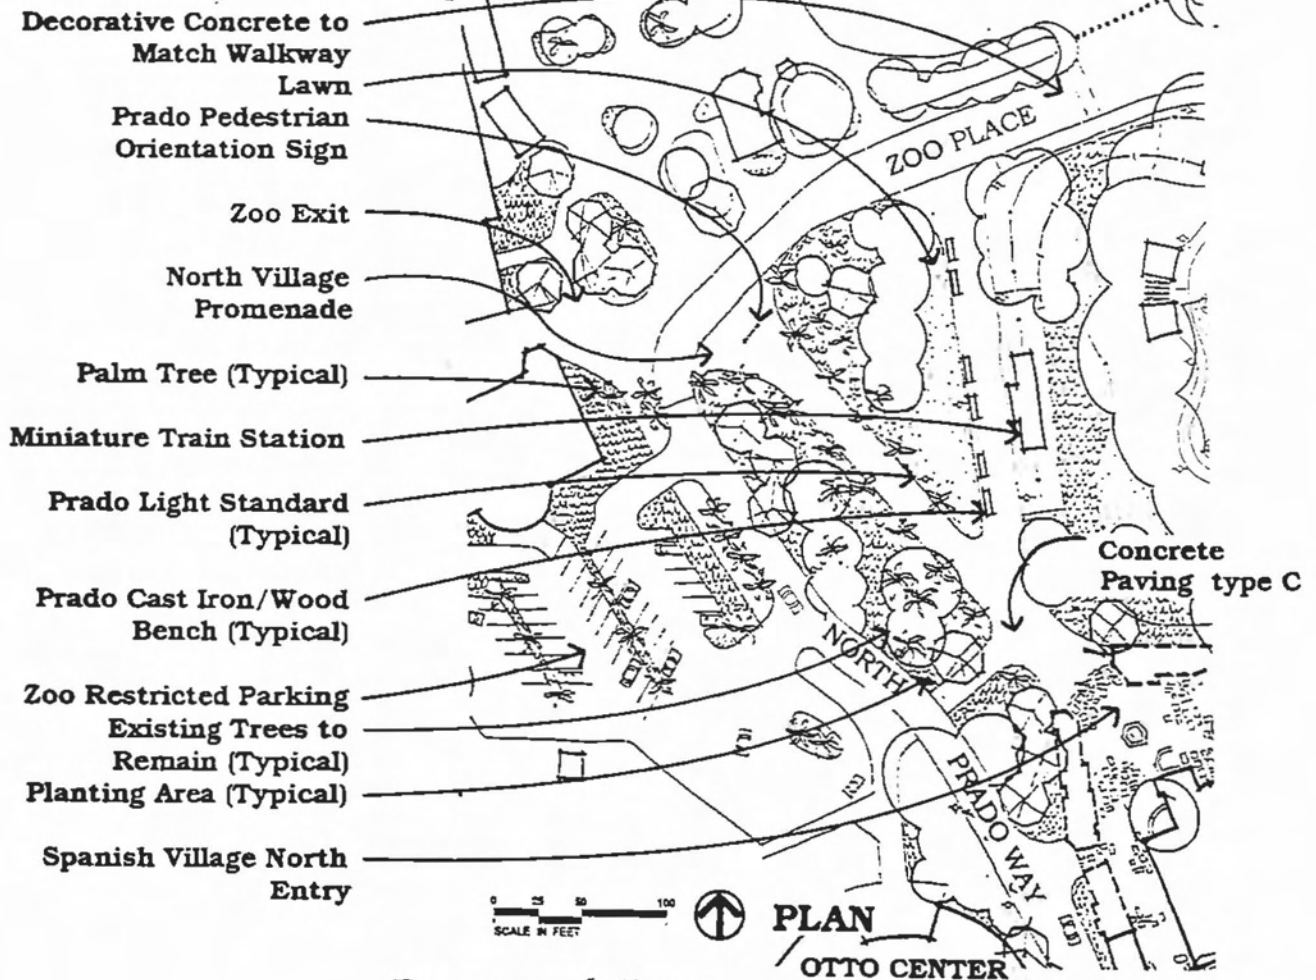 Decorative Concrete to
Match Walkway
Lawn
Prado Pedestrian
Orientation Sign
Zoo Exit
North Village
Promenade
Palm Tree (Typical)
Miniature Train Station
Prado Light Standard
(Typical)
Prado Cast Iron/Wood
Bench (Typical)
Zoo Restricted Parking
Existing Trees to
Remain (Typical)
Planting Area (Typical)
Spanish Village North
Entry
ZOO PLACE
Concrete
Paving type C
NORTH
PRADO WAY
0 25 50 100
SCALE IN FEET
PLAN
OTTO CENTER